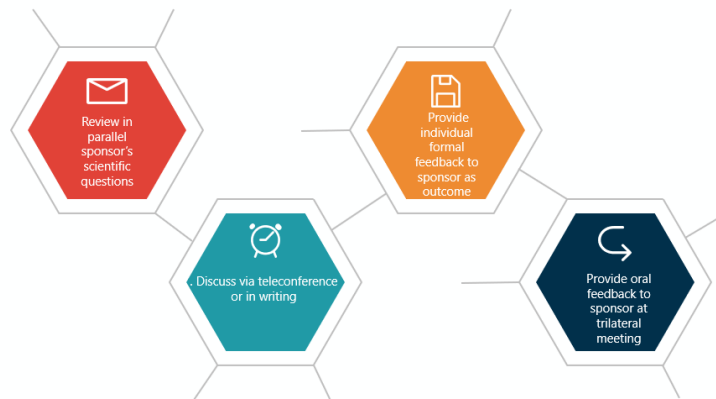 Review in
parallel
sponsor's
scientific
questions
. Discuss via teleconference
or in writing
Provide
individual
formal
feedback to
sponsor as
outcome
Provide oral
feedback to
sponsor at
trilateral
meeting